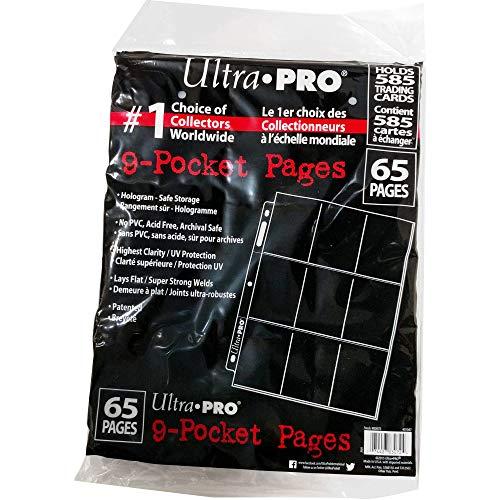 Ultra•PRO®
HOLDS
585
TRADING
CARDS
Contient
585
cartes
à échanger
#1 Choice of
Collectors
Worldwide
Le 1er choix des
Collectionneurs
à l'échelle mondiale
9-Pocket Pages
65
PAGES
• Hologram - Safe Storage
Rangement sûr - Hologramme
• No PVC, Acid Free, Archival Safe
• Sans PVC, sans acide, sûr pour archives
Highest Clarity / UV Protection
Clarté supérieure / Protection UV
• Lays Flat / Super Strong Welds
Demeure à plat / Joints ultra-robustes
• Patented
Breveté
Ultra•PRO
65
PAGES
Ultra•PRO®
9-Pocket Pages